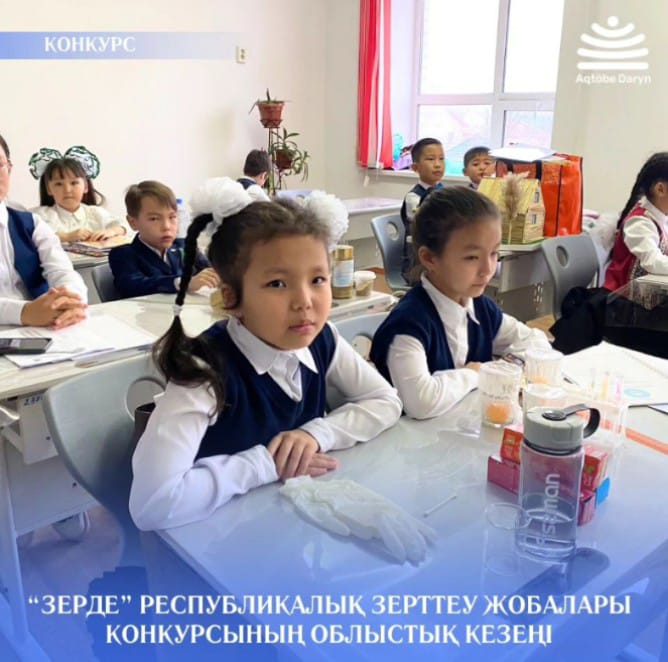 КОНКУРС
Aqtöbe Daryn
“ЗЕРДЕ” РЕСПУБЛИКАЛЫҚ ЗЕРТТЕУ ЖОБАЛАРЫ
КОНКУРСЫНЫҢ ОБЛЫСТЫҚ КЕЗЕҢІ